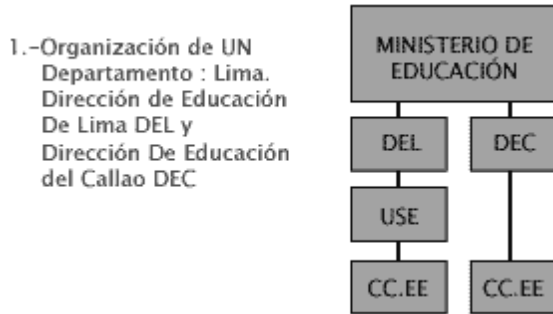 1.-Organización de UN
Departamento : Lima.
Dirección de Educación
De Lima DEL y
Dirección De Educación
del Callao DEC
MINISTERIO DE
EDUCACIÓN
DEL
DEC
USE
CC.EE
CC.EE